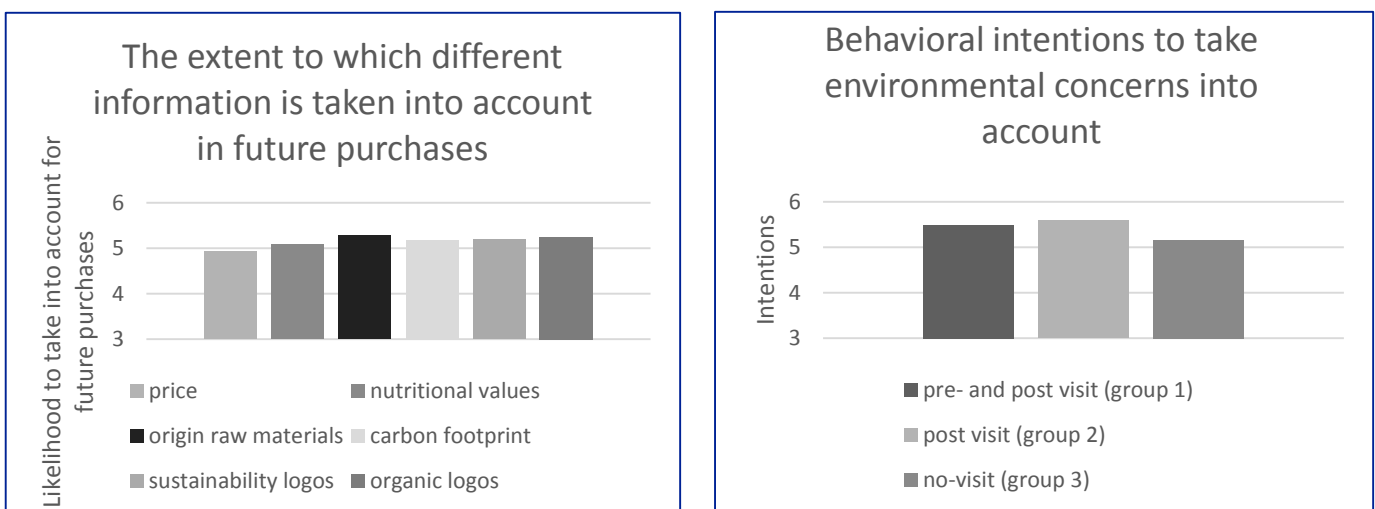 The extent to which different
information is taken into account
in future purchases
Likelihood to take into account for
future purchases
6
5
4
3
price
nutritional values
origin raw materials
carbon footprint
sustainability logos
organic logos
Behavioral intentions to take
environmental concerns into
account
Intentions
6
5
4
3
pre- and post visit (group 1)
post visit (group 2)
no-visit (group 3)